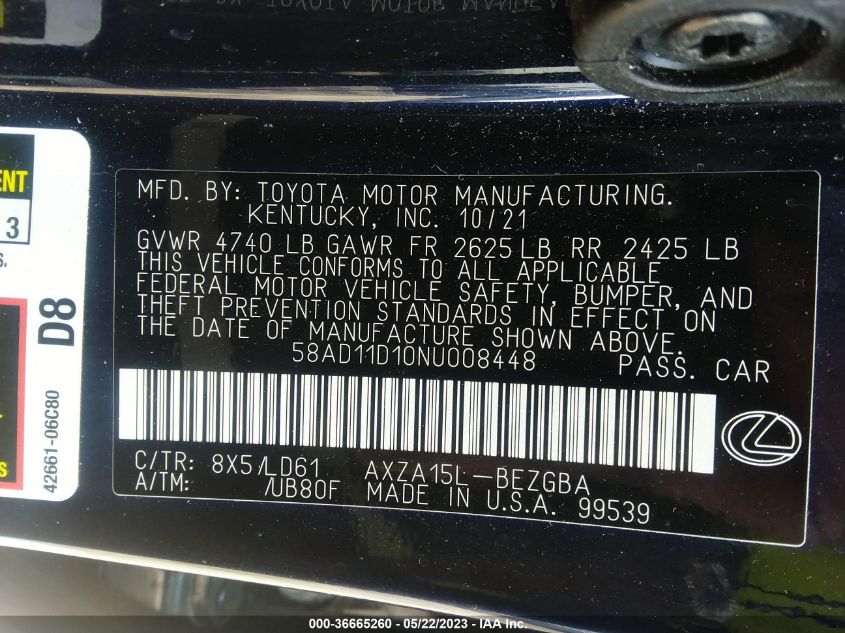 MFD. BY: TOYOTA MOTOR MANUFACTURING.
KENTUCKY, INC. 10/21
GVWR 4740 LB GAWR FR 2625 LB RR 2425 LB
THIS VEHICLE CONFORMS TO ALL APPLICABLE
FEDERAL MOTOR VEHICLE SAFETY, BUMPER, AND
THEFT PREVENTION STANDARDS IN EFFECT ON
THE DATE OF MANUFACTURE SHOWN ABOVE.
58AD11D10NU008448 PASS. CAR
C/TR: 8X5/LD61 AXZA15L-BEZGBA
A/TM: /UB80F MADE IN U.S.A. 99539
3
D8
42661-06C80
000-36665260 - 05/22/2023 - IAA Inc.